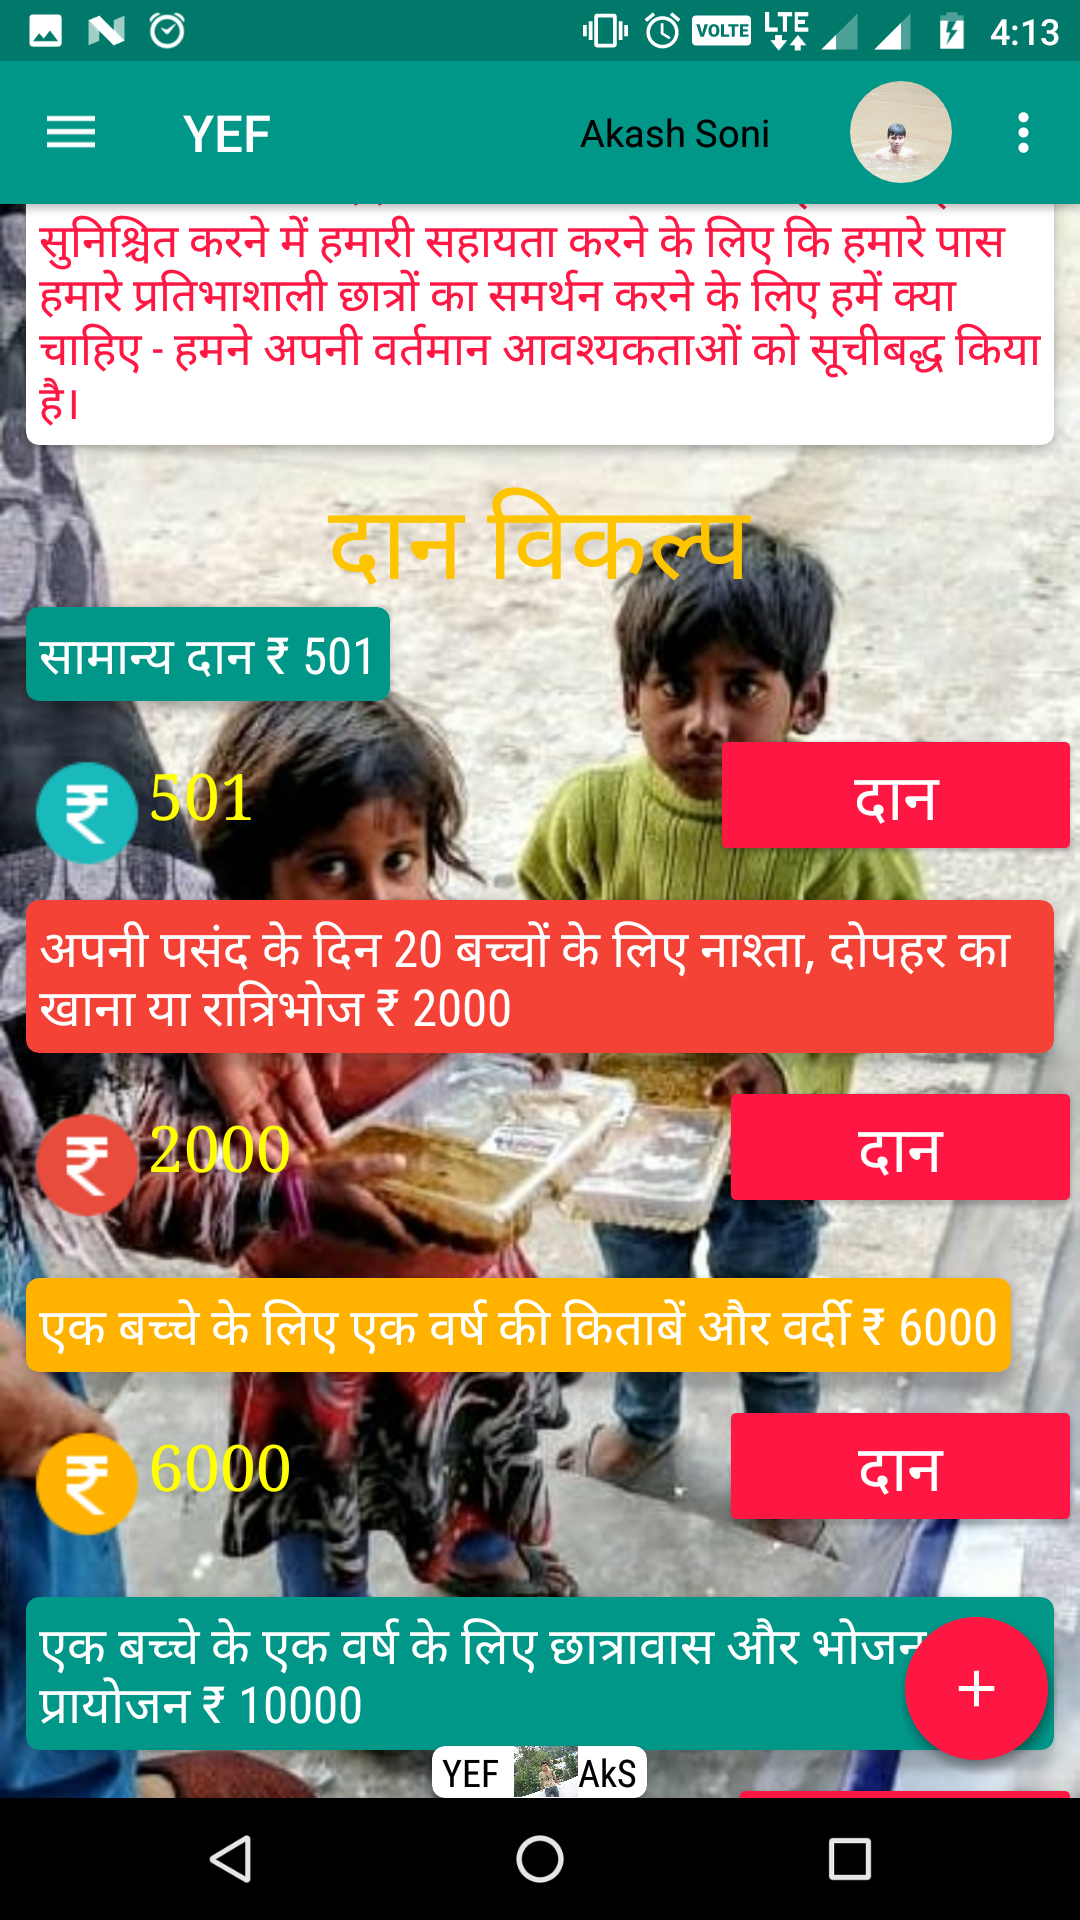 VOLTE LTE 4:13
YEF Akash Soni
सुनिश्चित करने में हमारी सहायता करने के लिए कि हमारे पास
हमारे प्रतिभाशाली छात्रों का समर्थन करने के लिए हमें क्या
चाहिए - हमने अपनी वर्तमान आवश्यकताओं को सूचीबद्ध किया
है।
दान विकल्प
सामान्य दान ₹ 501
₹ 501 दान
अपनी पसंद के दिन 20 बच्चों के लिए नाश्ता, दोपहर का
खाना या रात्रिभोज ₹ 2000
₹ 2000 दान
एक बच्चे के लिए एक वर्ष की किताबें और वर्दी ₹ 6000
₹ 6000 दान
एक बच्चे के एक वर्ष के लिए छात्रावास और भोजन
प्रायोजन ₹ 10000
+
YEF AkS